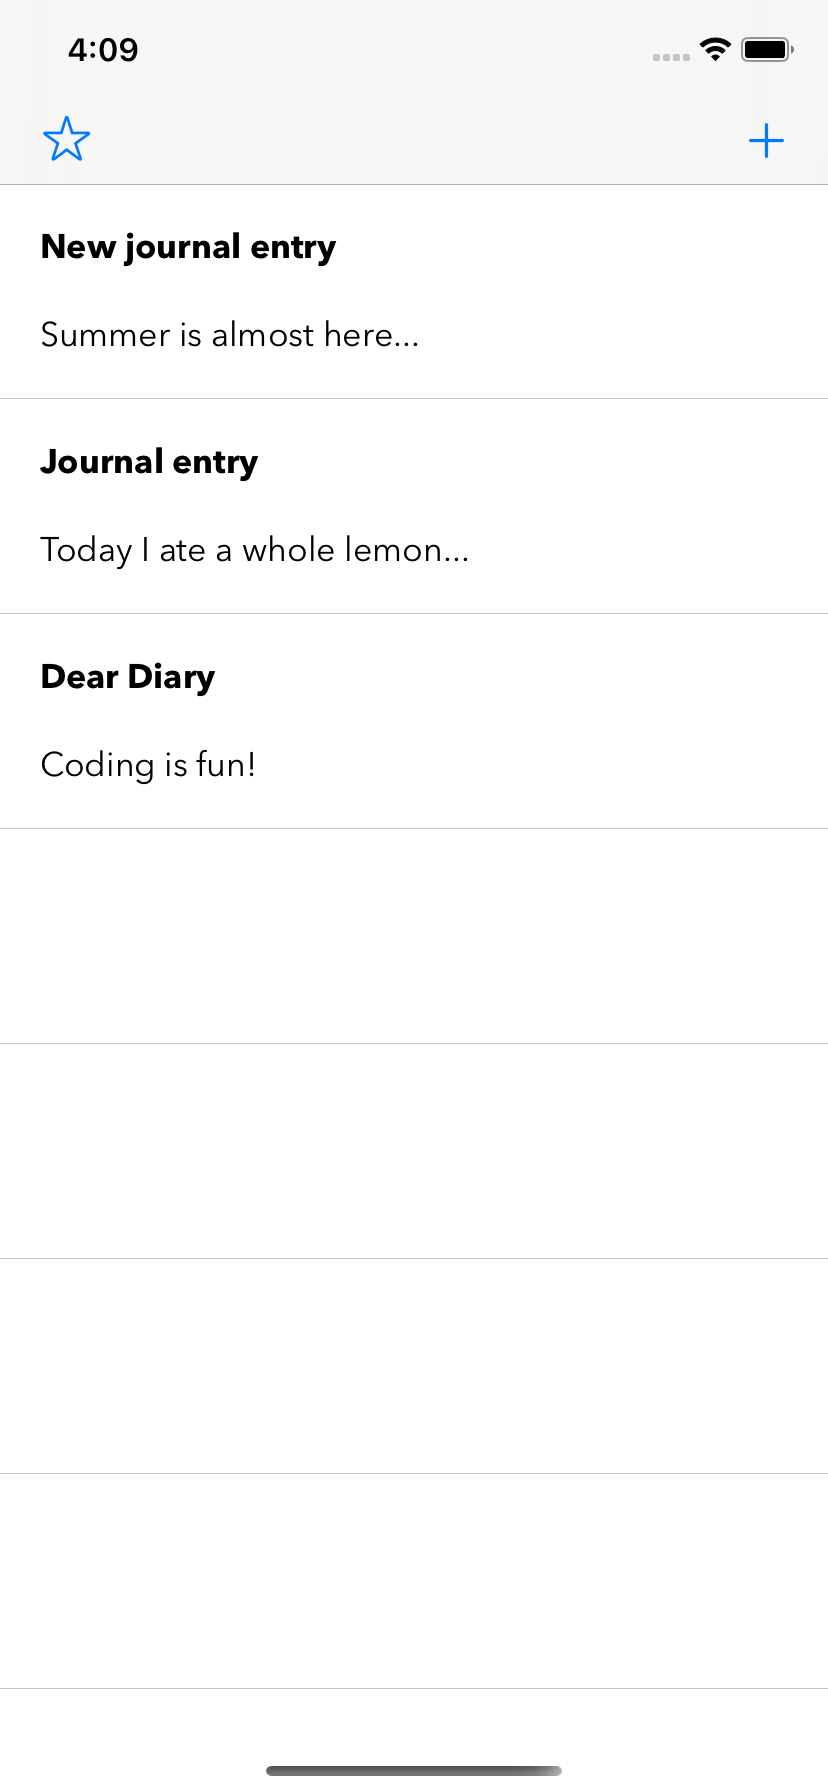 4:09
New journal entry
Summer is almost here...
Journal entry
Today I ate a whole lemon...
Dear Diary
Coding is fun!